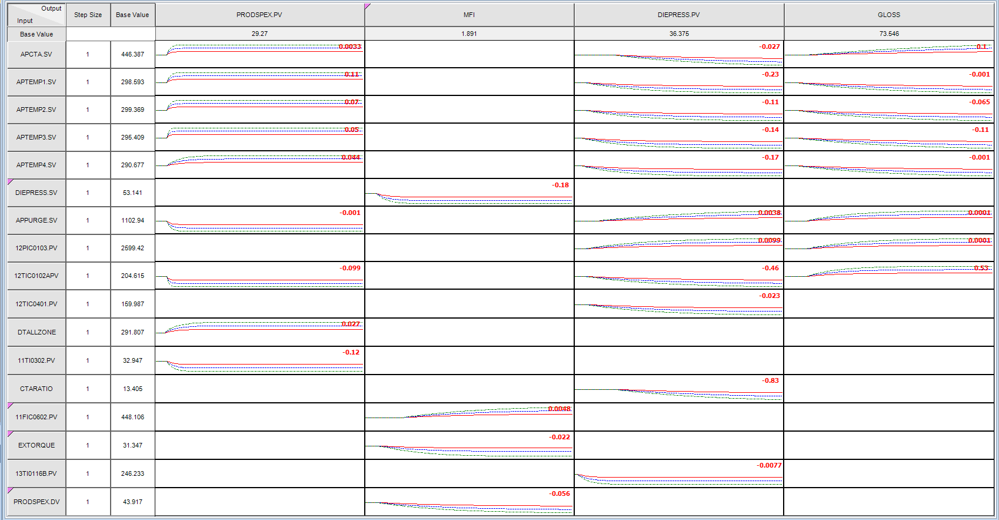 Output
Input
Step Size
Base Value
PRODSPEX.PV
MFI
DIEPRESS.PV
GLOSS
Base Value
29.27
1.891
36.375
73.546
APCTA.SV 1 446.387 0.0033 -0.027 0.1
APTEMP1.SV 1 298.593 0.11 -0.23 -0.001
APTEMP2.SV 1 299.369 0.07 -0.11 -0.065
APTEMP3.SV 1 295.409 0.05 -0.14 -0.11
APTEMP4.SV 1 290.677 0.044 -0.17 -0.001
DIEPRESS.SV 1 53.141 -0.18
APPURGE.SV 1 1102.94 -0.001 0.0038 0.0001
12PIC0103.PV 1 2599.42 0.0099 0.0001
12TIC0102APV 1 204.615 -0.099 -0.46 0.53
12TIC0401.PV 1 159.987 -0.023
DTALLZONE 1 291.807 0.027
11TI0302.PV 1 32.947 -0.12
CTARATIO 1 13.405 -0.83
11FIC0602.PV 1 448.106 0.0048
EXTORQUE 1 31.347 -0.022
13TI0116B.PV 1 246.233 -0.0077
PRODSPEX.DV 1 43.917 -0.056